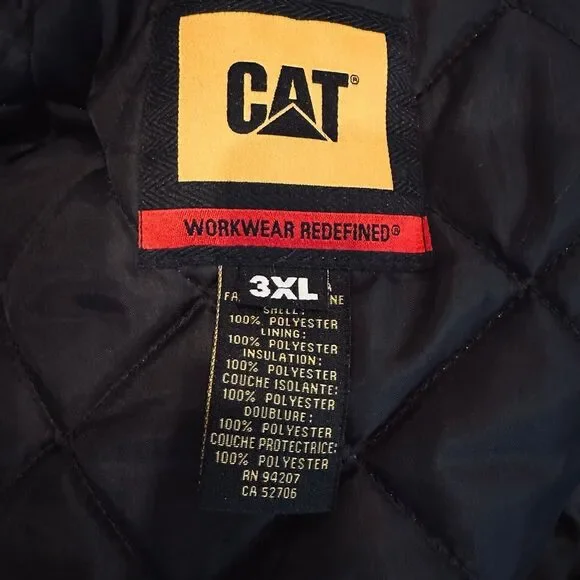 CAT®
WORKWEAR REDEFINED®
3XL
SHELL:
100% POLYESTER
LINING:
100% POLYESTER
INSULATION:
100% POLYESTER
COUCHE ISOLANTE:
100% POLYESTER
DOUBLURE:
100% POLYESTER
COUCHE PROTECTRICE:
100% POLYESTER
RN 94207
CA 52706